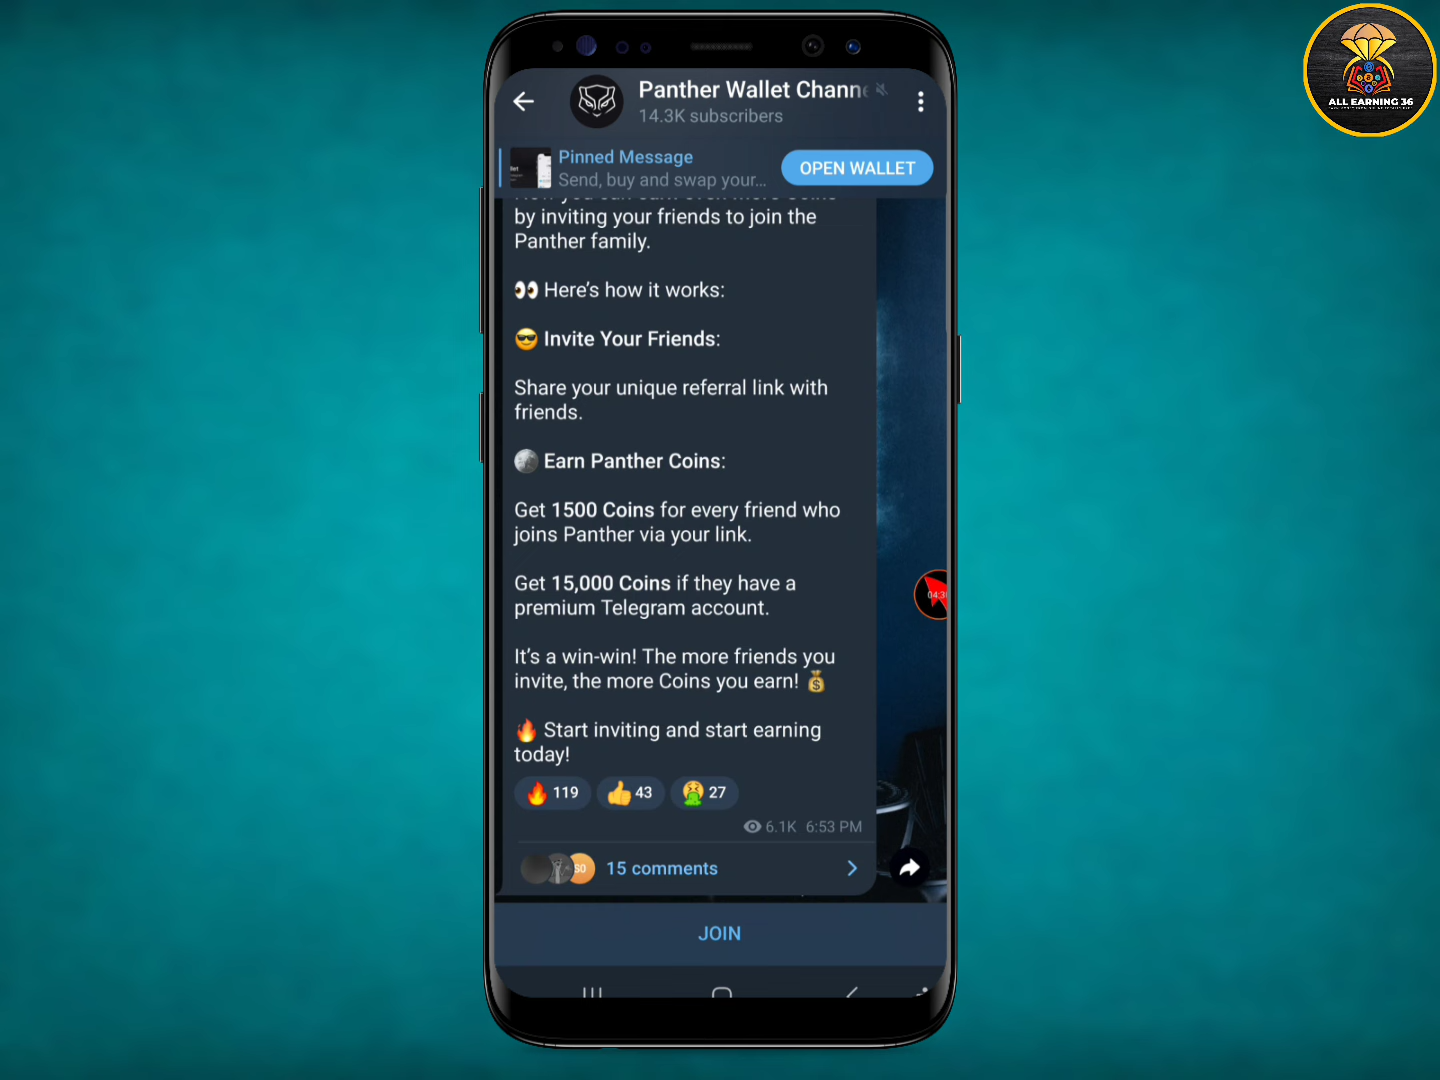 ALL EARNING 36
Panther Wallet Chann
14.3K subscribers
Pinned Message
Send, buy and swap your...
OPEN WALLET
by inviting your friends to join the
Panther family.
👀 Here's how it works:
😎 Invite Your Friends:
Share your unique referral link with
friends.
🌕 Earn Panther Coins:
Get 1500 Coins for every friend who
joins Panther via your link.
Get 15,000 Coins if they have a
premium Telegram account.
It's a win-win! The more friends you
invite, the more Coins you earn! 💰
🔥 Start inviting and start earning
today!
🔥 119 👍 43 🤮 27
6.1K 6:53 PM
SO
15 comments
JOIN